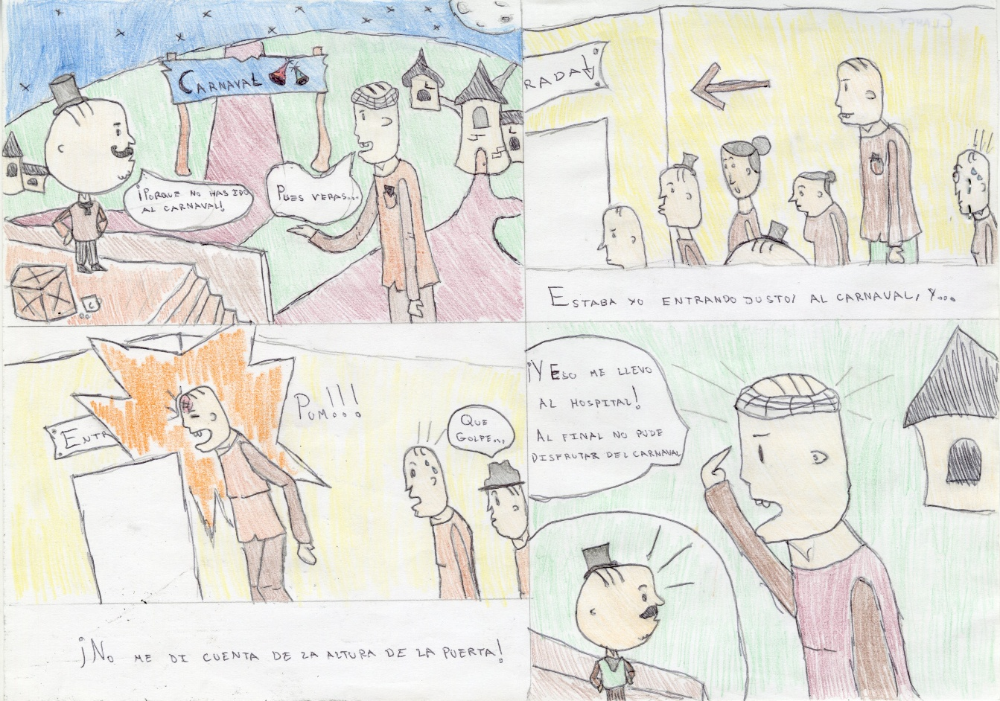 CARNAVAL
¡PORQUE NO HAS IDO
AL CARNAVAL!
PUES VERAS...
RADA
ESTABA YO ENTRANDO JUSTO, AL CARNAVAL, Y...
ENTR
PUM!!!
QUE
GOLPE...
¡NO ME DI CUENTA DE LA ALTURA DE LA PUERTA!
¡Y ESO ME LLEVO
AL HOSPITAL!
AL FINAL NO PUDE
DISFRUTAR DEL CARNAVAL